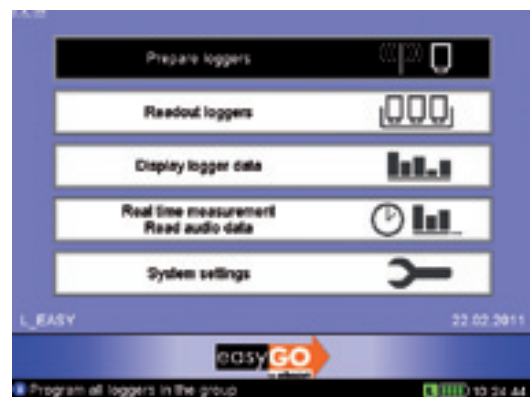 Prepare loggers
Readout loggers
Display logger data
Real time measurement
Read audio data
System settings
L_EASY
22.02.2011
easyGO
Program all loggers in the group
10:24:44